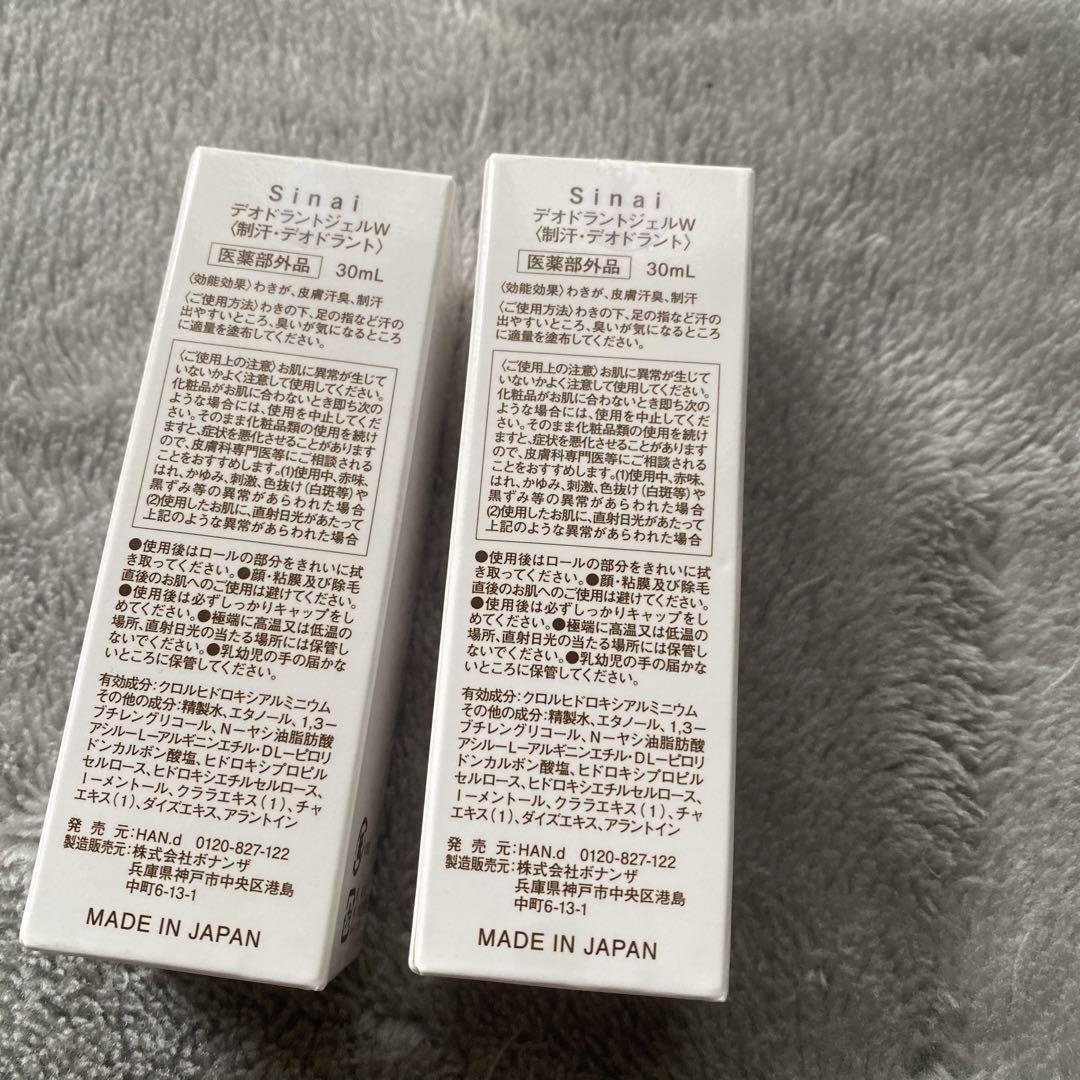 Sinai
デオドラントジェルW
〈制汗・デオドラント〉
医薬部外品 30mL
〈効能効果〉わきが、皮膚汗臭、制汗
〈ご使用方法〉わきの下、足の指など汗の
出やすいところ、臭いが気になるところ
に適量を塗布してください。
〈ご使用上の注意〉お肌に異常が生じて
いないかよく注意して使用してください。
化粧品がお肌に合わないとき即ち次の
ような場合には、使用を中止してくだ
さい。そのまま化粧品類の使用を続け
ますと、症状を悪化させることがあります
ので、皮膚科専門医等にご相談される
ことをおすすめします。(1)使用中、赤味、
はれ、かゆみ、刺激、色抜け(白斑等)や
黒ずみ等の異常があらわれた場合
(2)使用したお肌に、直射日光があたって
上記のような異常があらわれた場合
●使用後はロールの部分をきれいに拭
き取ってください。●顔・粘膜及び除毛
直後のお肌へのご使用は避けてください。
●使用後は必ずしっかりキャップをし
めてください。●極端に高温又は低温の
場所、直射日光の当たる場所には保管し
ないでください。●乳幼児の手の届かな
いところに保管してください。
有効成分:クロルヒドロキシアルミニウム
その他の成分:精製水、エタノール、1,3ー
ブチレングリコール、Nーヤシ油脂肪酸
アシルーLーアルギニンエチル・DLーピロリ
ドンカルボン酸塩、ヒドロキシプロピル
セルロース、ヒドロキシエチルセルロース、
lーメントール、クララエキス(1)、チャ
エキス(1)、ダイズエキス、アラントイン
発売元:HAN.d 0120-827-122
製造販売元:株式会社ボナンザ
兵庫県神戸市中央区港島
中町6-13-1
MADE IN JAPAN
Sinai
デオドラントジェルW
〈制汗・デオドラント〉
医薬部外品 30mL
〈効能効果〉わきが、皮膚汗臭、制汗
〈ご使用方法〉わきの下、足の指など汗の
出やすいところ、臭いが気になるところ
に適量を塗布してください。
〈ご使用上の注意〉お肌に異常が生じて
いないかよく注意して使用してください。
化粧品がお肌に合わないとき即ち次の
ような場合には、使用を中止してくだ
さい。そのまま化粧品類の使用を続け
ますと、症状を悪化させることがあります
ので、皮膚科専門医等にご相談される
ことをおすすめします。(1)使用中、赤味、
はれ、かゆみ、刺激、色抜け(白斑等)や
黒ずみ等の異常があらわれた場合
(2)使用したお肌に、直射日光があたって
上記のような異常があらわれた場合
●使用後はロールの部分をきれいに拭
き取ってください。●顔・粘膜及び除毛
直後のお肌へのご使用は避けてください。
●使用後は必ずしっかりキャップをし
めてください。●極端に高温又は低温の
場所、直射日光の当たる場所には保管し
ないでください。●乳幼児の手の届かな
いところに保管してください。
有効成分:クロルヒドロキシアルミニウム
その他の成分:精製水、エタノール、1,3ー
ブチレングリコール、Nーヤシ油脂肪酸
アシルーLーアルギニンエチル・DLーピロリ
ドンカルボン酸塩、ヒドロキシプロピル
セルロース、ヒドロキシエチルセルロース、
lーメントール、クララエキス(1)、チャ
エキス(1)、ダイズエキス、アラントイン
発売元:HAN.d 0120-827-122
製造販売元:株式会社ボナンザ
兵庫県神戸市中央区港島
中町6-13-1
MADE IN JAPAN